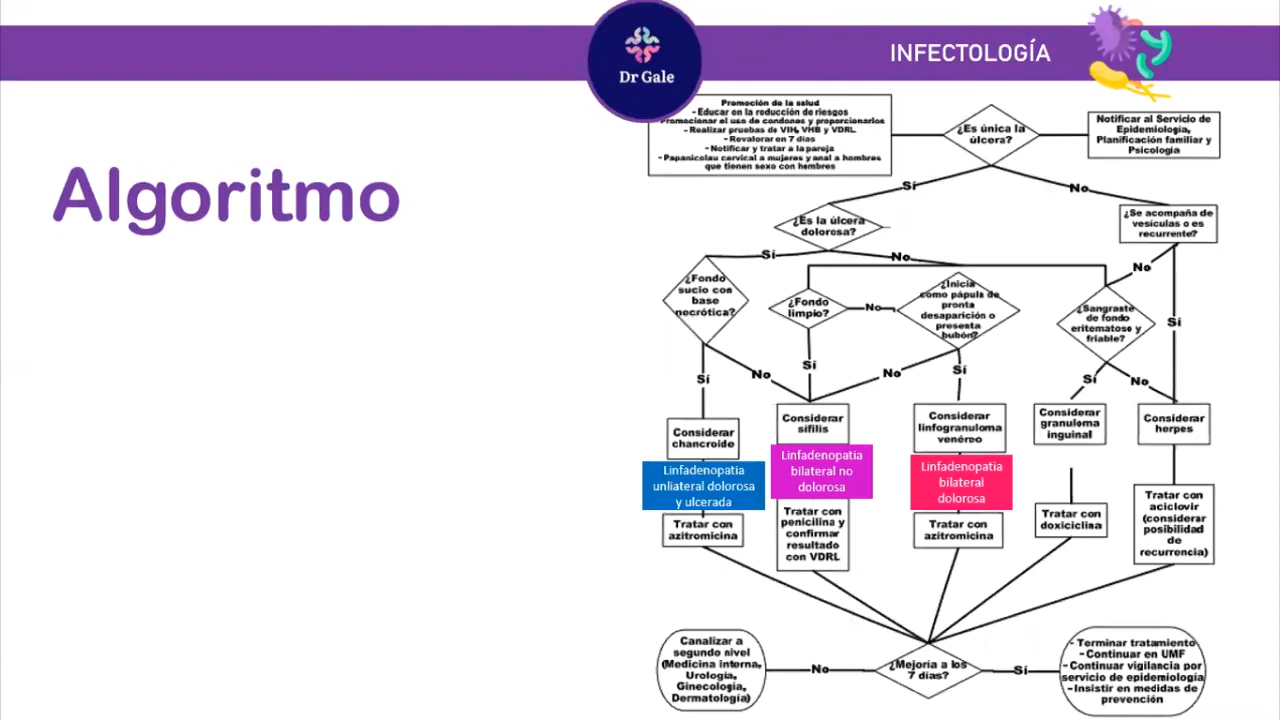 INFECTOLOGÍA
Dr Gale
Algoritmo
Promoción de la salud
- Educar en la reducción de riesgos
Promocionar el uso de condones y proporcionarlos
- Realizar pruebas de VIH, VHB y VDRL
- Revalorar en 7 días
- Notificar y tratar a la pareja
- Papanicolau cervical a mujeres y anal a hombres
que tienen sexo con hombres
¿Es única la
úlcera?
Notificar al Servicio de
Epidemiología,
Planificación familiar y
Psicología
Sí
No
¿Es la úlcera
dolorosa?
¿Se acompaña de
vesículas o es
recurrente?
Sí
No
No
Sí
¿Fondo
sucio con
base
necrótica?
¿Fondo
limpio?
No
¿Inicia
como pápula de
pronta
desaparición o
presenta
bubón?
¿Sangrante
de fondo
eritematoso y
friable?
Sí
No
Sí
No
Sí
Sí
No
Considerar
chancroide
Considerar
sífilis
Considerar
linfogranuloma
venéreo
Considerar
granuloma
inguinal
Considerar
herpes
Linfadenopatia
unliateral dolorosa
y ulcerada
Linfadenopatia
bilateral no
dolorosa
Linfadenopatia
bilateral
dolorosa
Tratar con
azitromicina
Tratar con
penicilina y
confirmar
resultado
con VDRL
Tratar con
azitromicina
Tratar con
doxiciclina
Tratar con
aciclovir
(considerar
posibilidad
de
recurrencia)
Canalizar a
segundo nivel
(Medicina interna,
Urología,
Ginecología,
Dermatología)
No
¿Mejoría a los
7 días?
Sí
- Terminar tratamiento
- Continuar en UMF
- Continuar vigilancia por
servicio de epidemiología
- Insistir en medidas de
prevención